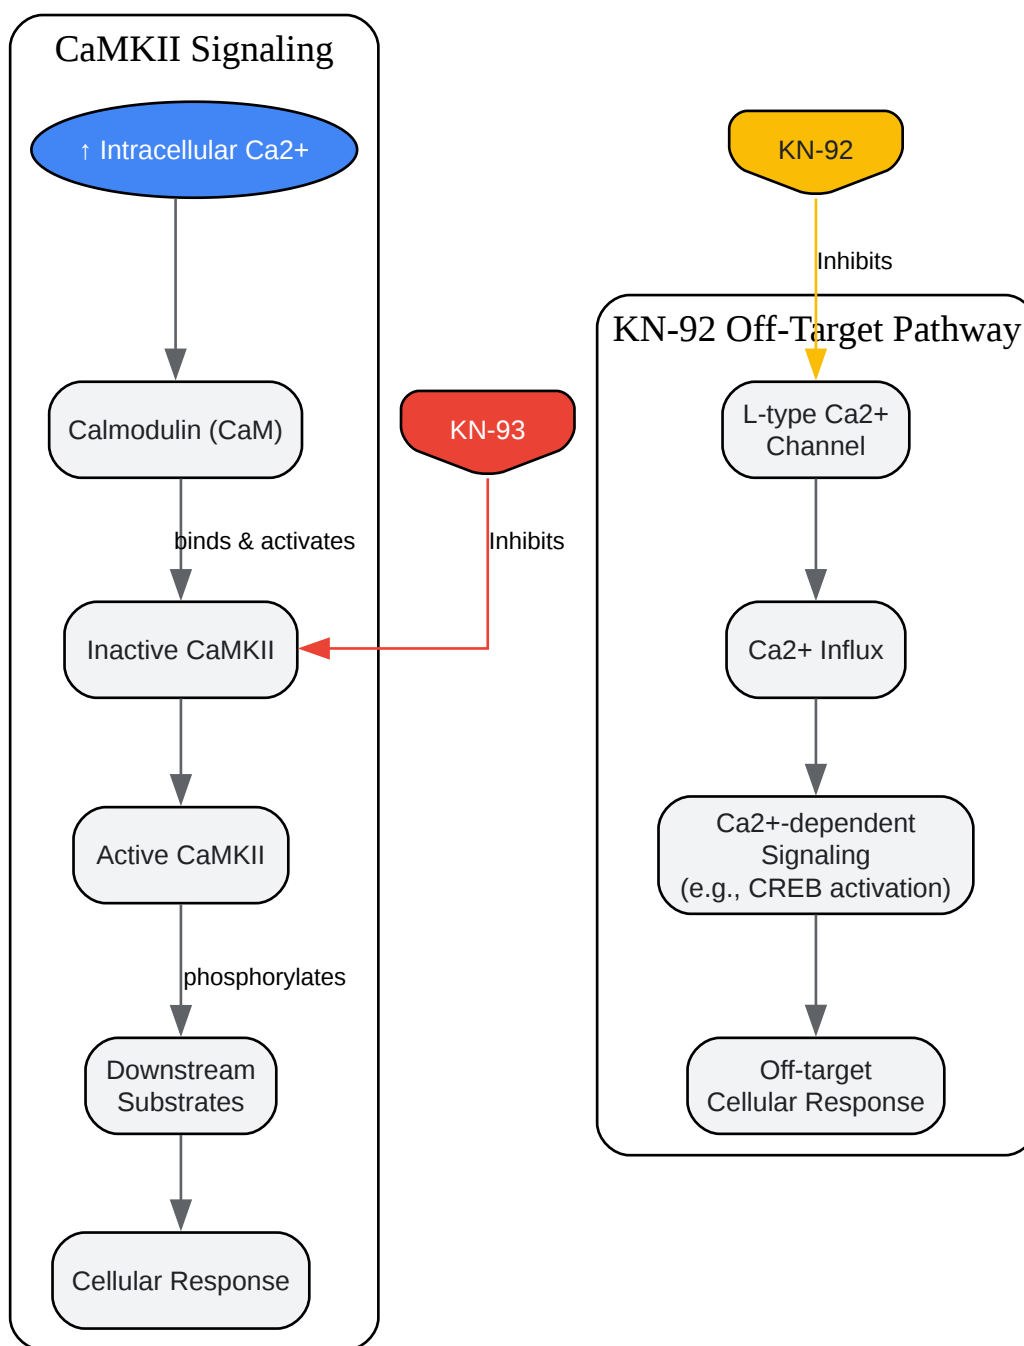 CaMKII Signaling
↑ Intracellular Ca2+
Calmodulin (CaM)
binds & activates
Inactive CaMKII
Active CaMKII
phosphorylates
Downstream
Substrates
Cellular Response
KN-93
Inhibits
KN-92
Inhibits
KN-92 Off-Target Pathway
L-type Ca2+
Channel
Ca2+ Influx
Ca2+-dependent
Signaling
(e.g., CREB activation)
Off-target
Cellular Response